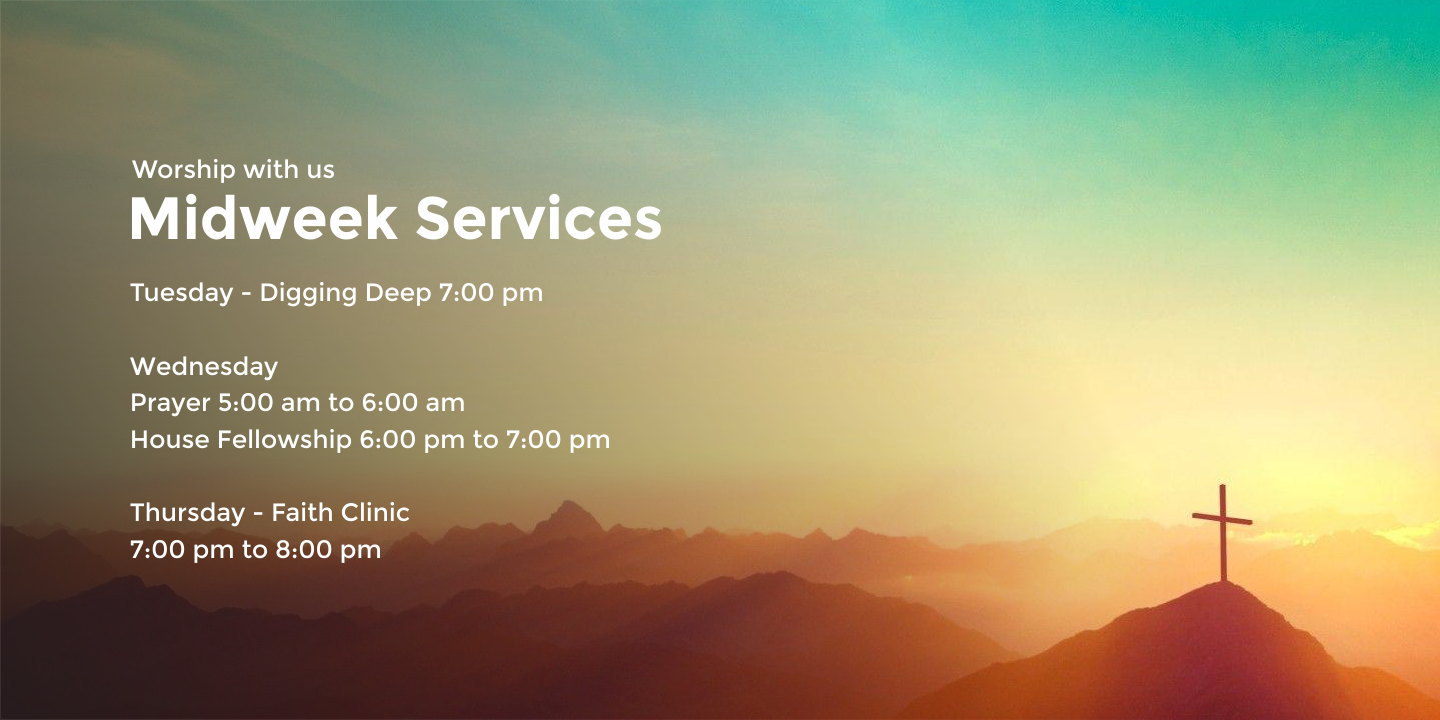 Worship with us
Midweek Services
Tuesday - Digging Deep 7:00 pm
Wednesday
Prayer 5:00 am to 6:00 am
House Fellowship 6:00 pm to 7:00 pm
Thursday - Faith Clinic
7:00 pm to 8:00 pm